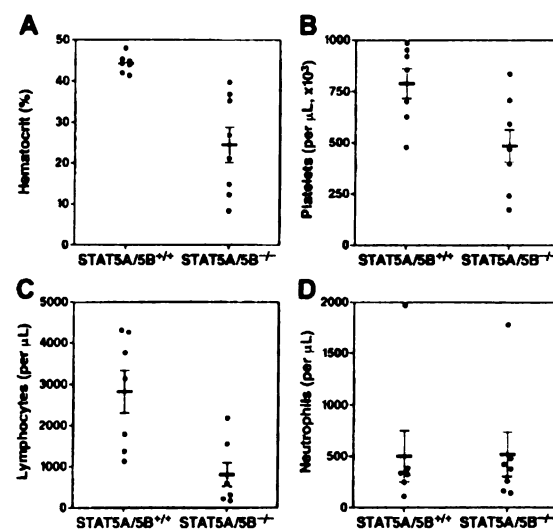 A
Hematocrit (%)
50
40
30
20
10
0
STAT5A/5B+/+ STAT5A/5B-/-
B
Platelets (per µL, x10³)
1000
750
500
250
0
STAT5A/5B+/+ STAT5A/5B-/-
C
Lymphocytes (per µL)
5000
4000
3000
2000
1000
0
STAT5A/5B+/+ STAT5A/5B-/-
D
Neutrophils (per µL)
2000
1500
1000
500
0
STAT5A/5B+/+ STAT5A/5B-/-